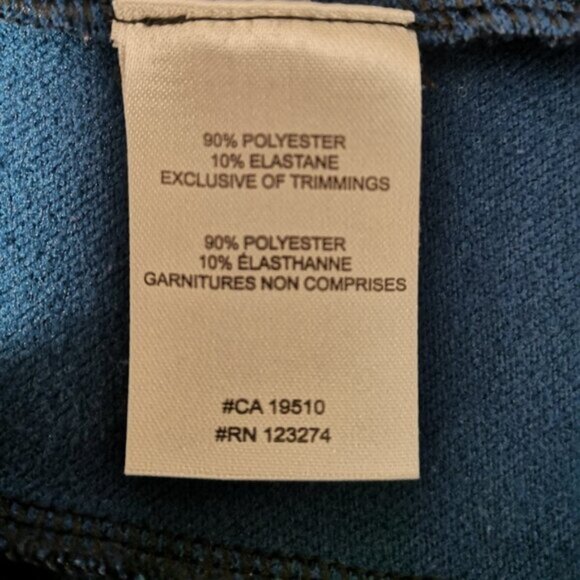 90% POLYESTER
10% ELASTANE
EXCLUSIVE OF TRIMMINGS
90% POLYESTER
10% ÉLASTHANNE
GARNITURES NON COMPRISES
#CA 19510
#RN 123274